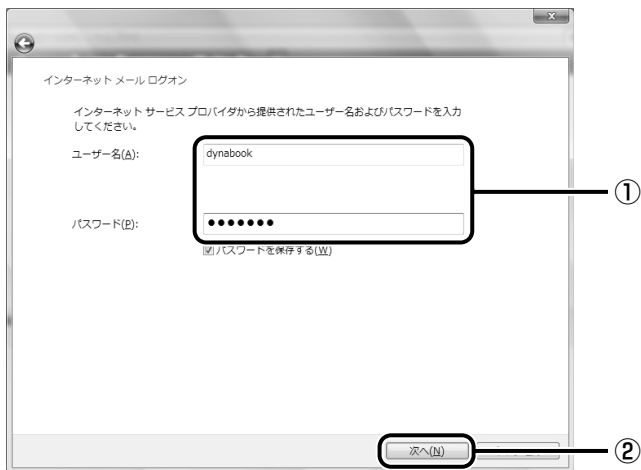 インターネット メール ログオン
インターネット サービス プロバイダから提供されたユーザー名およびパスワードを入力
してください。
ユーザー名(A): dynabook
①
パスワード(P): ●●●●●●●
パスワードを保存する(W)
次へ(N)
②